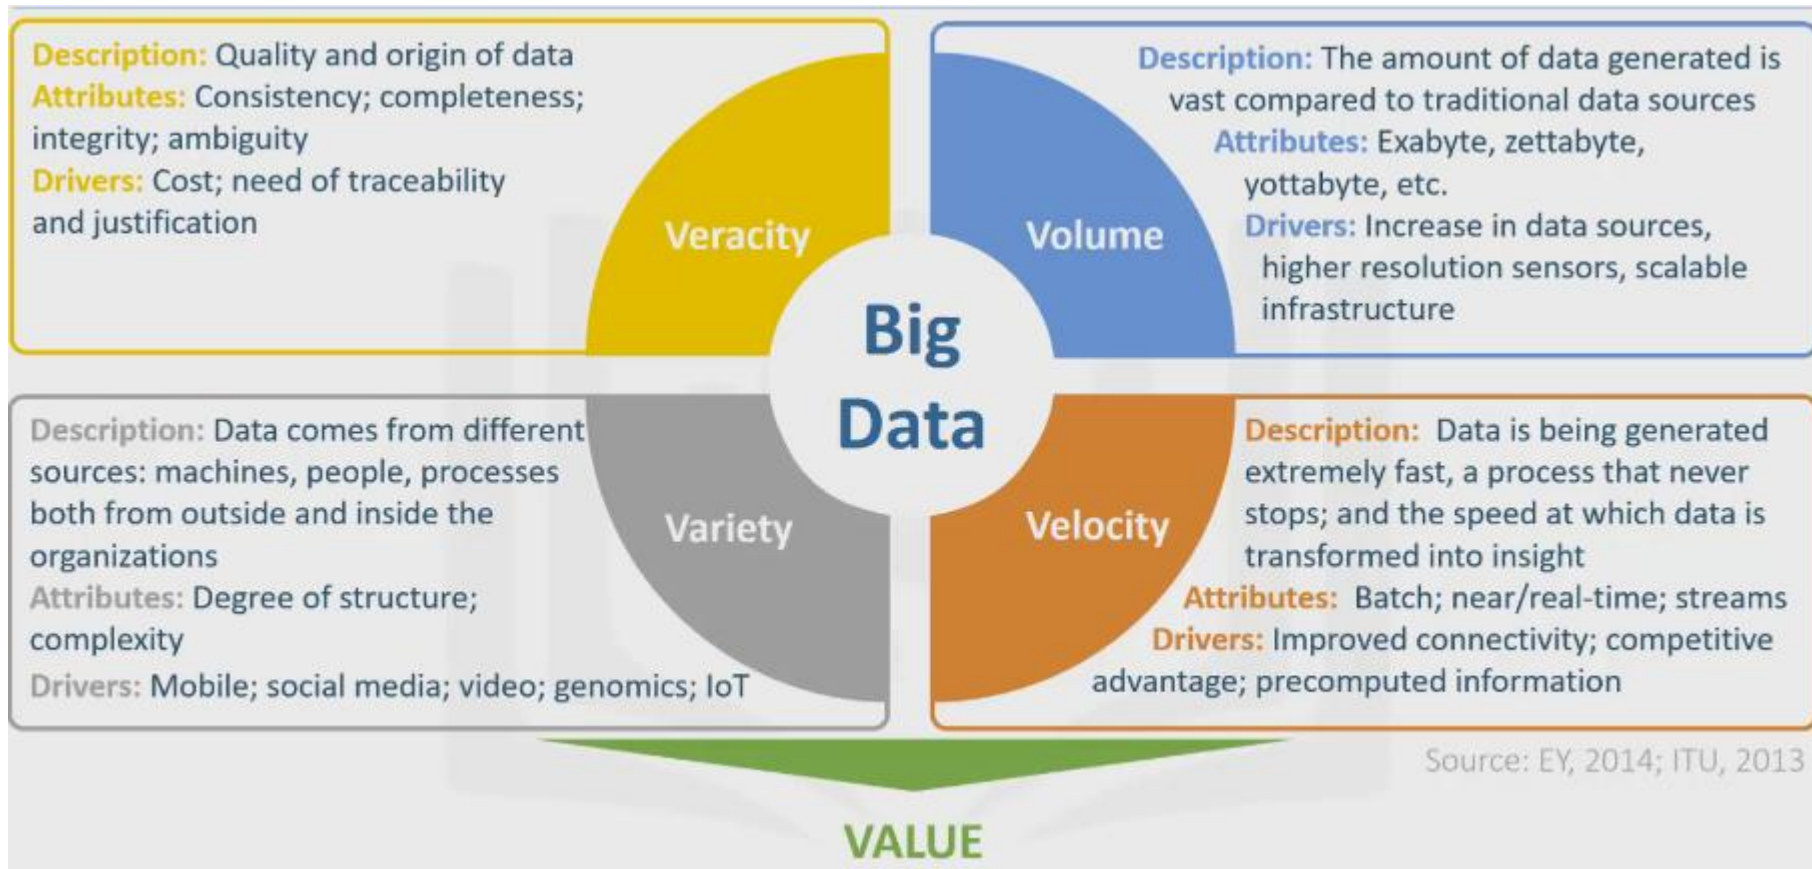 Description: Quality and origin of data
Attributes: Consistency; completeness;
integrity; ambiguity
Drivers: Cost; need of traceability
and justification
Veracity
Description: The amount of data generated is
vast compared to traditional data sources
Attributes: Exabyte, zettabyte,
yottabyte, etc.
Drivers: Increase in data sources,
higher resolution sensors, scalable
infrastructure
Volume
Big
Data
Description: Data comes from different
sources: machines, people, processes
both from outside and inside the
organizations
Attributes: Degree of structure;
complexity
Drivers: Mobile; social media; video; genomics; IoT
Variety
Description: Data is being generated
extremely fast, a process that never
stops; and the speed at which data is
transformed into insight
Attributes: Batch; near/real-time; streams
Drivers: Improved connectivity; competitive
advantage; precomputed information
Velocity
Source: EY, 2014; ITU, 2013
VALUE